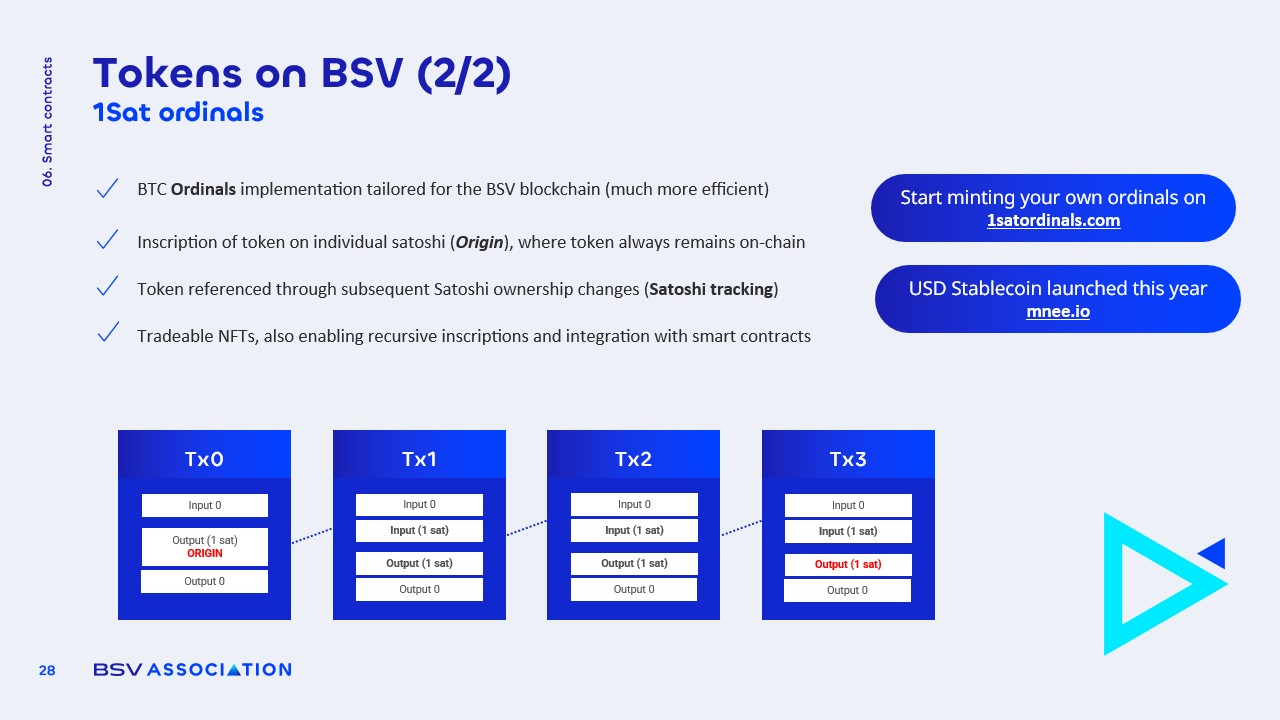 06. Smart contracts
Tokens on BSV (2/2)
1Sat ordinals
BTC Ordinals implementation tailored for the BSV blockchain (much more efficient)
Inscription of token on individual satoshi (Origin), where token always remains on-chain
Token referenced through subsequent Satoshi ownership changes (Satoshi tracking)
Tradeable NFTs, also enabling recursive inscriptions and integration with smart contracts
Start minting your own ordinals on
1satordinals.com
USD Stablecoin launched this year
mnee.io
Tx0
Input 0
Output (1 sat)
ORIGIN
Output 0
Tx1
Input 0
Input (1 sat)
Output (1 sat)
Output 0
Tx2
Input 0
Input (1 sat)
Output (1 sat)
Output 0
Tx3
Input 0
Input (1 sat)
Output (1 sat)
Output 0
28
BSV ASSOCIATION